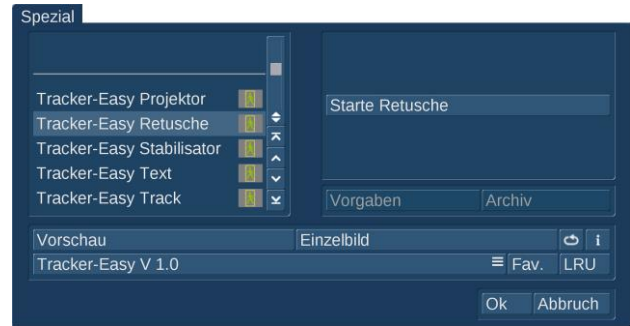 Spezial
Tracker-Easy Projektor
Tracker-Easy Retusche
Tracker-Easy Stabilisator
Tracker-Easy Text
Tracker-Easy Track
Starte Retusche
Vorgaben Archiv
Vorschau Einzelbild i
Tracker-Easy V 1.0 Fav. LRU
Ok Abbruch